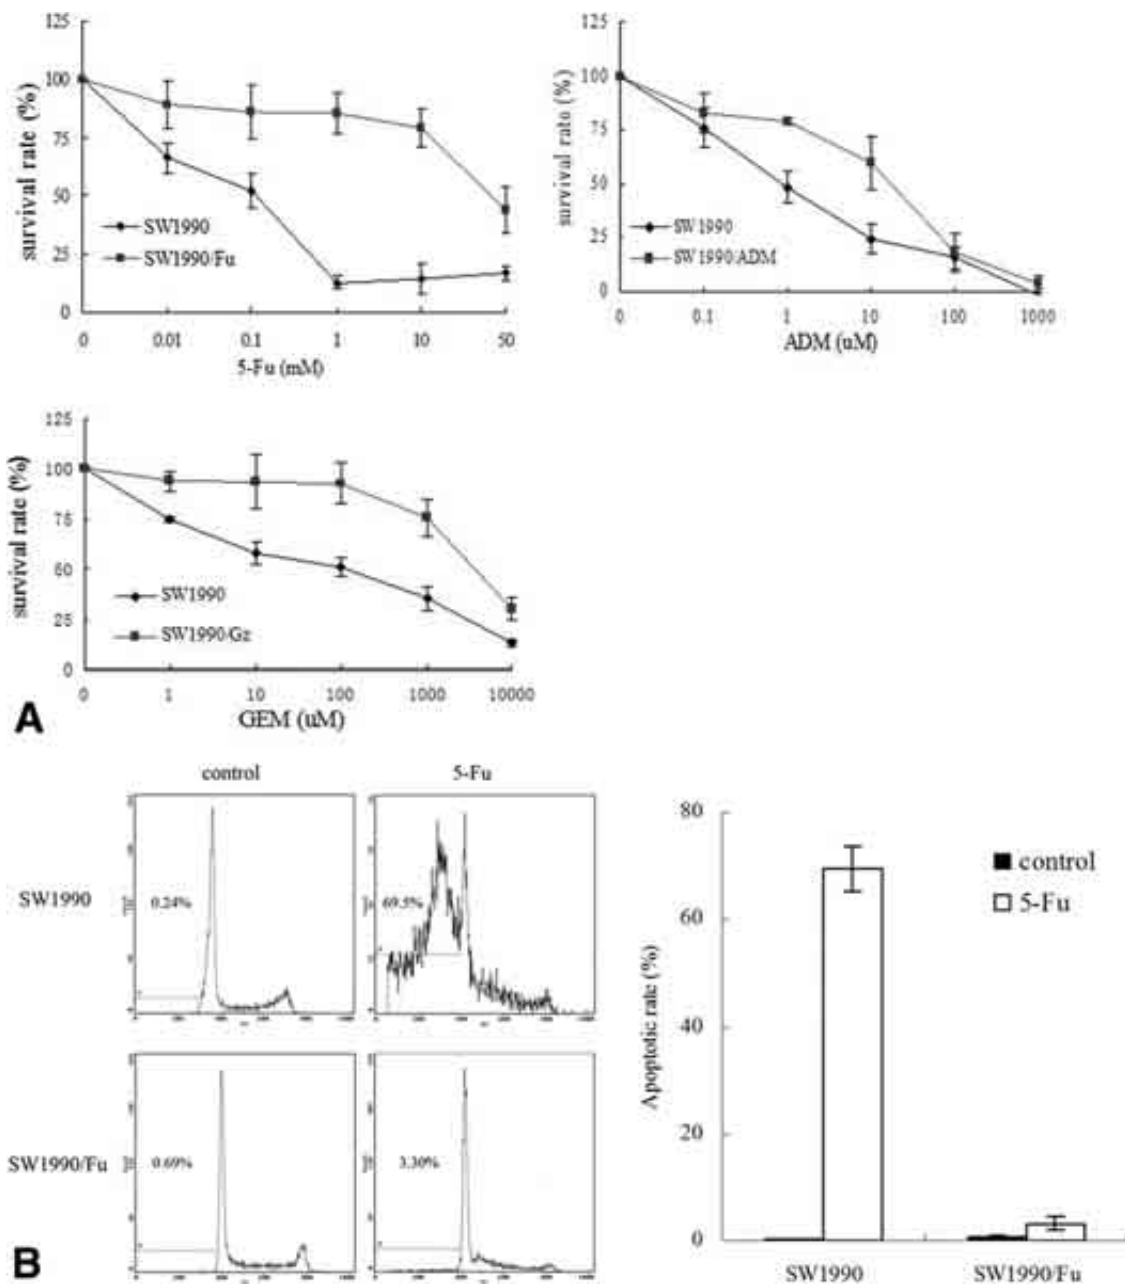 125
100
75
50
25
0
survival rate (%)
SW1990
SW1990/Fu
0 0.01 0.1 1 10 50
5-Fu (mM)
125
100
75
50
25
0
survival rate (%)
SW1990
SW1990/ADM
0 0.1 1 10 100 1000
ADM (uM)
125
100
75
50
25
0
survival rate (%)
SW1990
SW1990/Gz
0 1 10 100 1000 10000
GEM (uM)
A
control 5-Fu
SW1990
0.24%
69.5%
SW1990/Fu
0.69%
3.30%
B
80
60
40
20
0
Apoptotic rate (%)
control
5-Fu
SW1990 SW1990/Fu